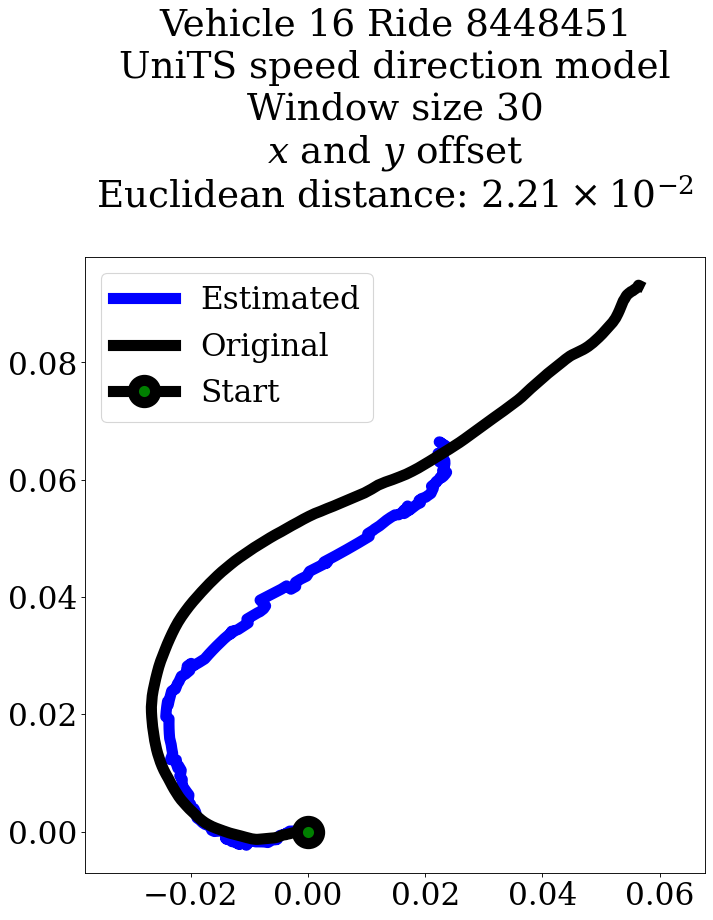 Vehicle 16 Ride 8448451
UniTS speed direction model
Window size 30
x and y offset
Euclidean distance: 2.21 × 10⁻²
Estimated
Original
Start
0.08
0.06
0.04
0.02
0.00
−0.02 0.00 0.02 0.04 0.06